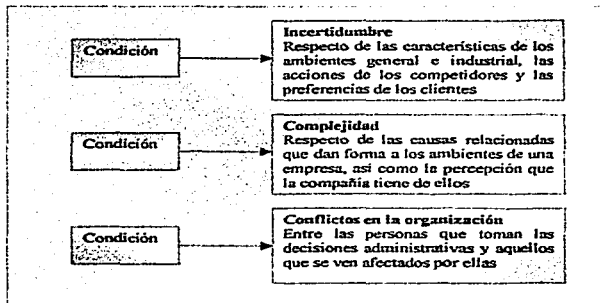 Condición
Incertidumbre
Respecto de las características de los
ambientes general e industrial, las
acciones de los competidores y las
preferencias de los clientes
Condición
Complejidad
Respecto de las causas relacionadas
que dan forma a los ambientes de una
empresa, así como la percepción que
la compañía tiene de ellos
Condición
Conflictos en la organización
Entre las personas que toman las
decisiones administrativas y aquellos
que se ven afectados por ellas